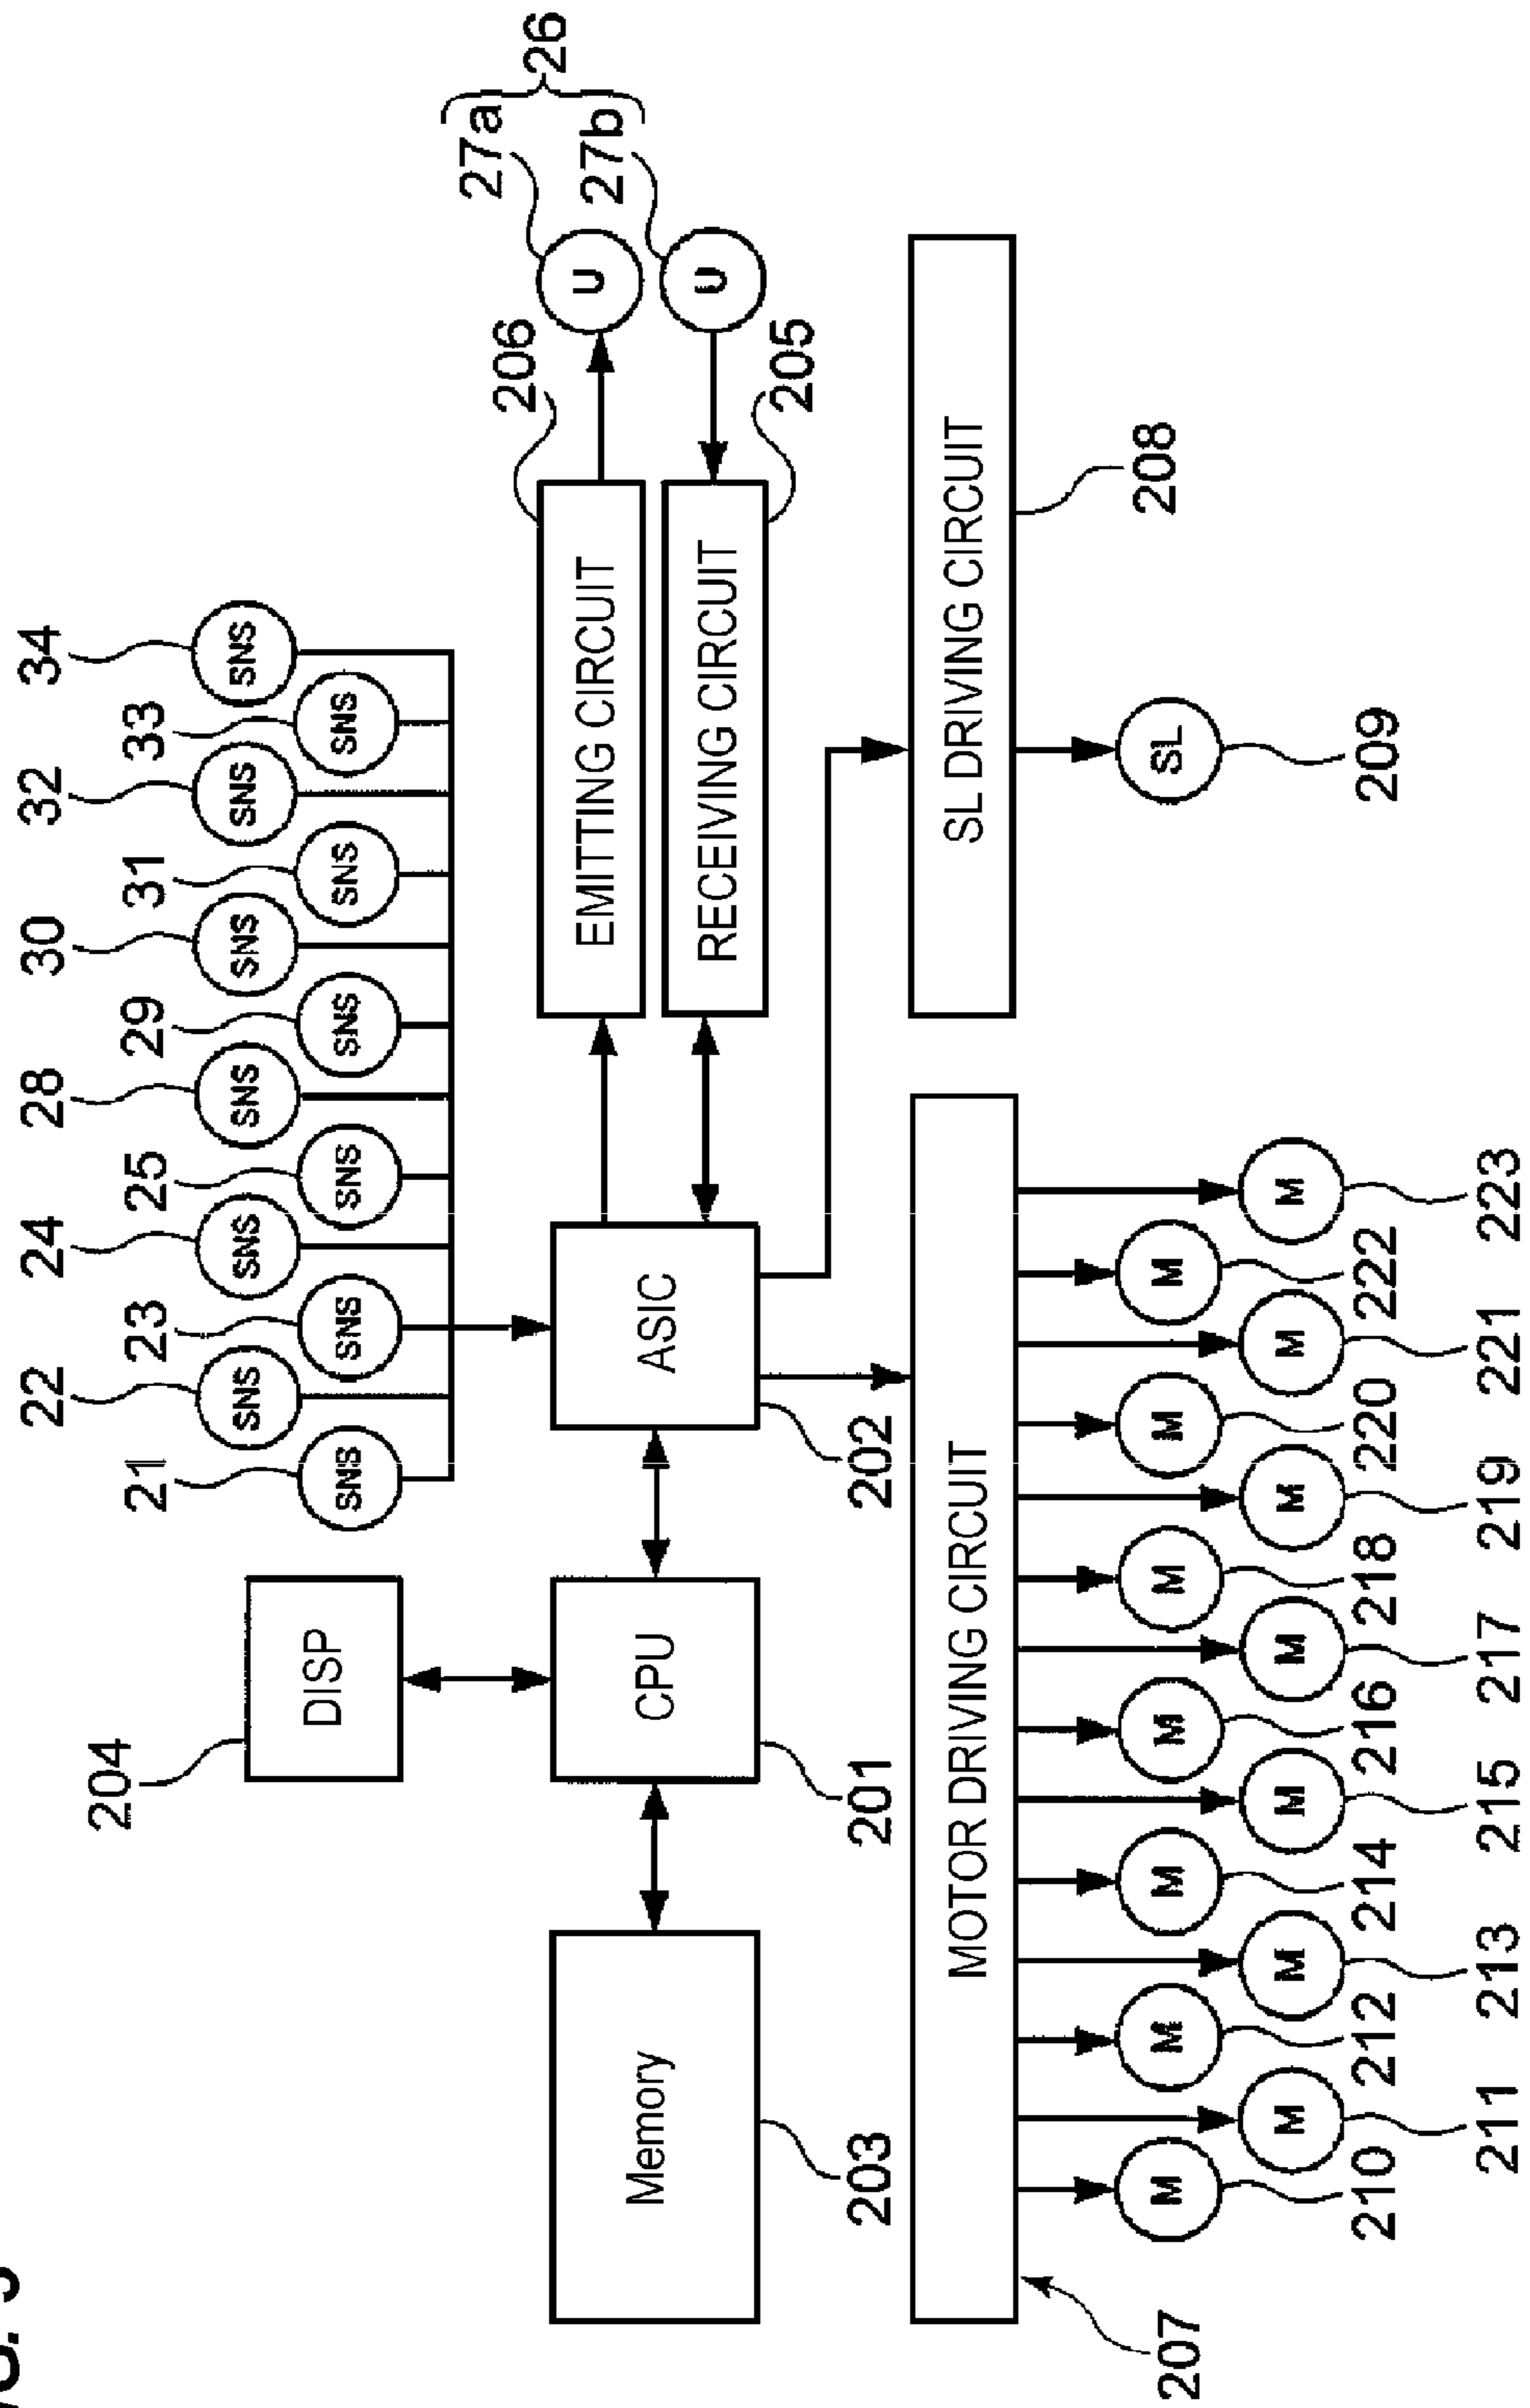 22 24 28 30 32 34
21 23 25 29 31 33
SNS SNS SNS SNS SNS SNS
SNS SNS SNS SNS SNS SNS
204
DISP
26
27a
27b
206
U
EMITTING CIRCUIT
U
RECEIVING CIRCUIT
205
Memory
CPU
ASIC
203
201
202
MOTOR DRIVING CIRCUIT
SL DRIVING CIRCUIT
207
208
M M M M M M M
SL
M M M M M M M
210 212 214 216 218 220 222
209
211 213 215 217 219 221 223